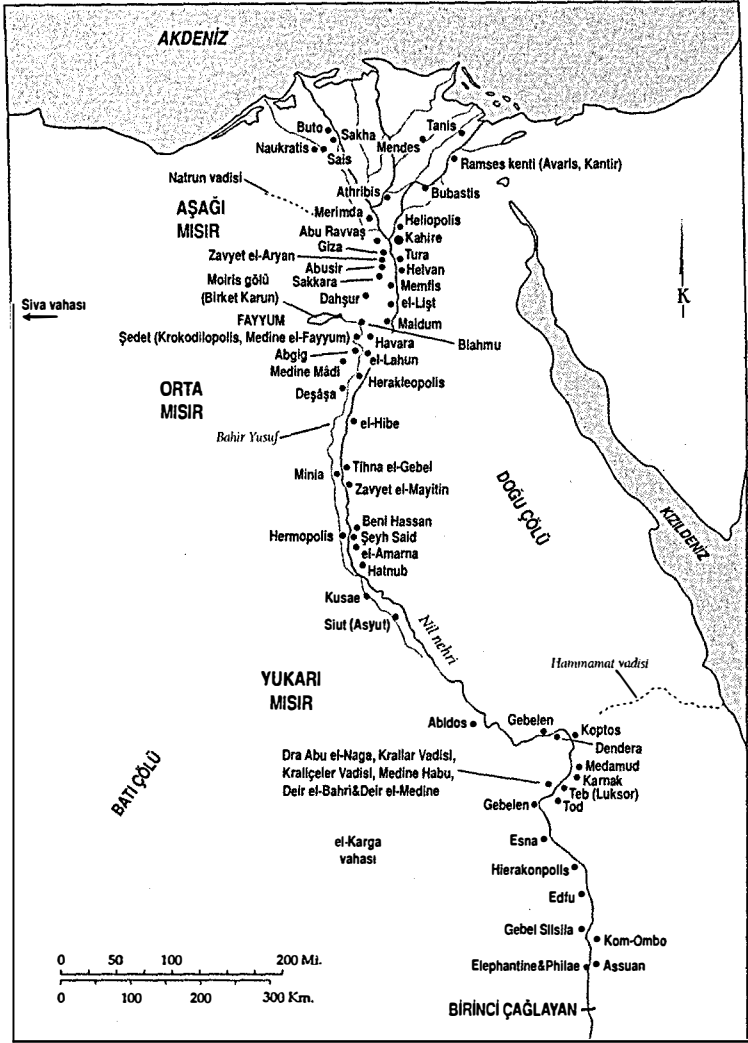 AKDENİZ
Buto
Sakha
Tanis
Naukratis
Sais
Mendes
Ramses kenti (Avaris, Kantir)
Natrun vadisi
Athribis
Bubastis
AŞAĞI
MISIR
Merimda
Heliopolis
Abu Ravvaş
Kahire
Giza
Zavyet el-Aryan
Tura
Abusir
Helvan
Moiris gölü
(Birket Karun)
Sakkara
Memfis
Siva vahası
Dahşur
el-Lişt
K
FAYYUM
Maidum
Biahmu
Şedet (Krokodilopolis, Medine el-Fayyum)
Havara
Abgig
el-Lahun
Medine Mâdi
Herakleopolis
ORTA
MISIR
Deşâşa
el-Hibe
Bahir Yusuf
Tihna el-Gebel
Minia
Zavyet el-Mayitin
DOĞU ÇÖLÜ
KIZILDENİZ
Beni Hassan
Hermopolis
Şeyh Said
el-Amarna
Hatnub
Kusae
Siut (Asyut)
Nil nehri
YUKARI
MISIR
Hammamat vadisi
Abidos
Gebelen
Koptos
Dendera
BATI ÇÖLÜ
Dra Abu el-Naga, Krallar Vadisi,
Kraliçeler Vadisi, Medine Habu,
Deir el-Bahri&Deir el-Medine
Medamud
Karnak
Teb (Luksor)
Gebelen
Tod
el-Karga
vahası
Esna
Hierakonpolis
Edfu
Gebel Silsila
Kom-Ombo
0 50 100 200 Mi.
0 100 200 300 Km.
Elephantine&Philae
Assuan
BİRİNCİ ÇAĞLAYAN